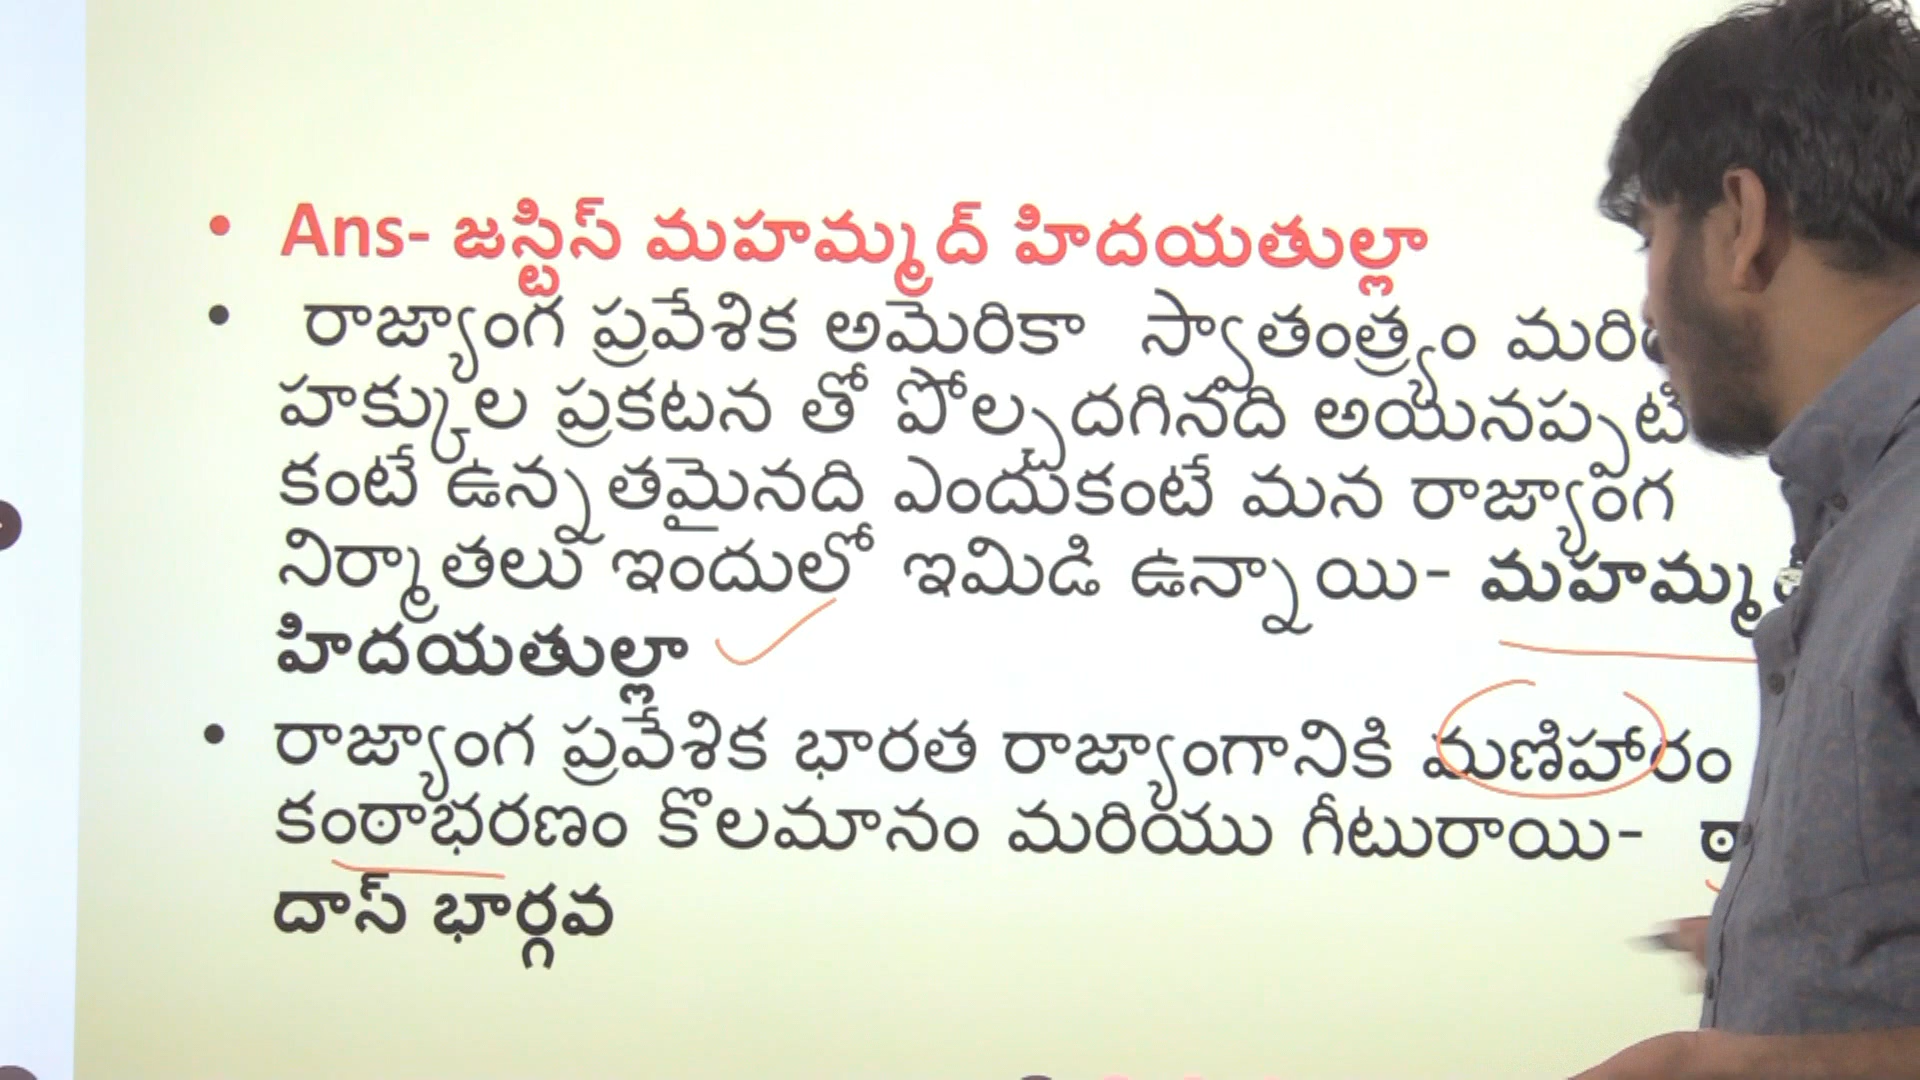 • Ans- జస్టిస్ మహమ్మద్ హిదయతుల్లా
• రాజ్యాంగ ప్రవేశిక అమెరికా స్వాతంత్ర్యం
హక్కుల ప్రకటన తో పోల్చదగినది అయినప్పటి
కంటే ఉన్నతమైనది ఎందుకంటే మన రాజ్యాంగ
నిర్మాతలు ఇందులో ఇమిడి ఉన్నాయి-
హిదయతుల్లా
• రాజ్యాంగ ప్రవేశిక భారత రాజ్యాంగానికి మణిహారం
కంఠాభరణం కొలమానం మరియు గీటురాయి-
దాస్ భార్గవ